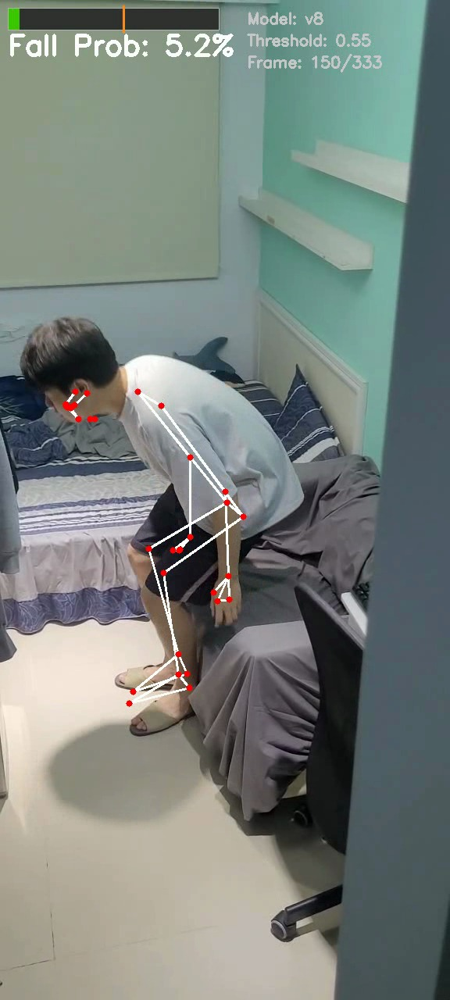 Fall Prob: 5.2%
Model: v8
Threshold: 0.55
Frame: 150/333